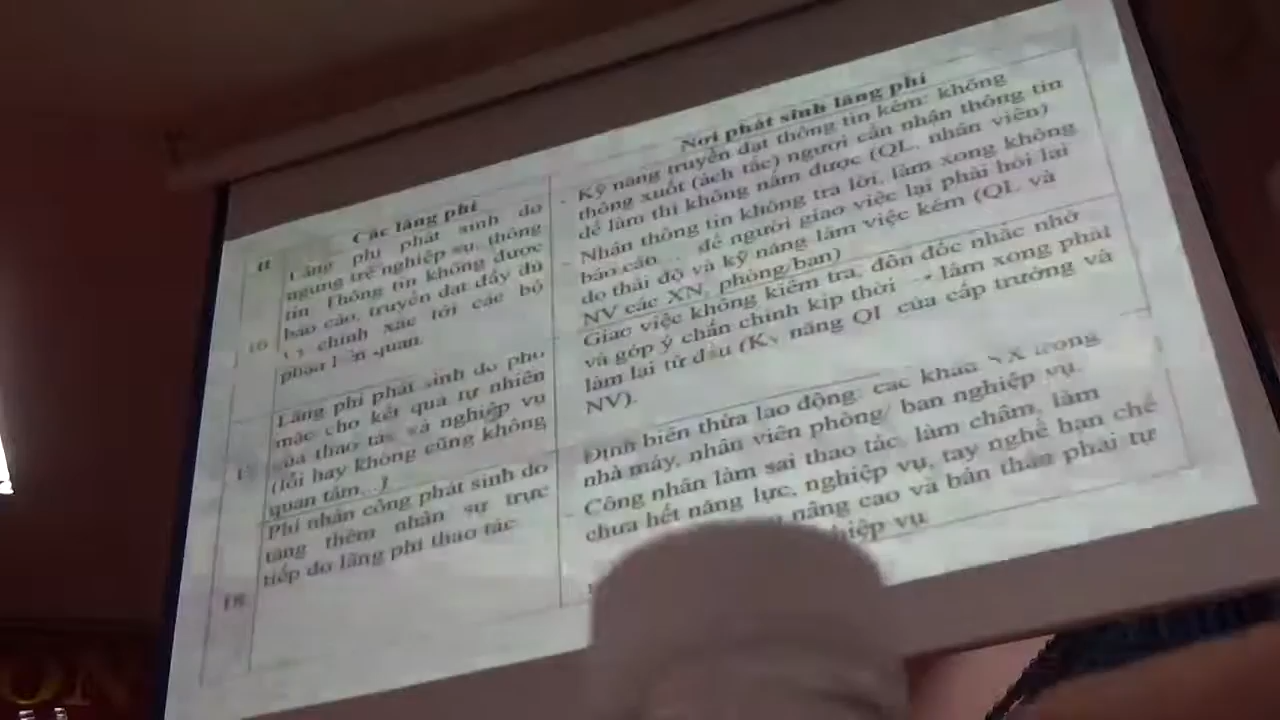 tt
Các lãng phí
Nơi phát sinh lãng phí
16
Lãng phí phát sinh do
ngưng trệ nghiệp vụ, thông
tin. Thông tin không được
báo cáo, truyền đạt đầy đủ
chính xác tới các bộ
phận liên quan.
- Kỹ năng truyền đạt thông tin kém: không
thông xuốt (ách tắc) người cần nhận thông tin
để làm thì không nắm được (QL, nhân viên)
- Nhận thông tin không trả lời, làm xong không
báo cáo... để người giao việc lại phải hỏi lại
do thái độ và kỹ năng làm việc kém (QL và
NV các XN, phòng/ban)
17
Lãng phí phát sinh do phó
mặc cho kết quả tự nhiên
của thao tác và nghiệp vụ
(lỗi hay không cũng không
quan tâm...)
Giao việc không kiểm tra, đôn đốc nhắc nhở
và góp ý chấn chỉnh kịp thời làm xong phải
làm lại từ đầu (Kỹ năng QL của cấp trưởng và
NV).
18
Phí nhân công phát sinh do
tăng thêm nhân sự trực
tiếp do lãng phí thao tác
Định biên thừa lao động: các khâu SX trong
nhà máy, nhân viên phòng/ ban nghiệp vụ.
- Công nhân làm sai thao tác, làm chậm, làm
chưa hết năng lực, nghiệp vụ, tay nghề hạn chế
nâng cao và bản thân phải tự
nghiệp vụ
ON